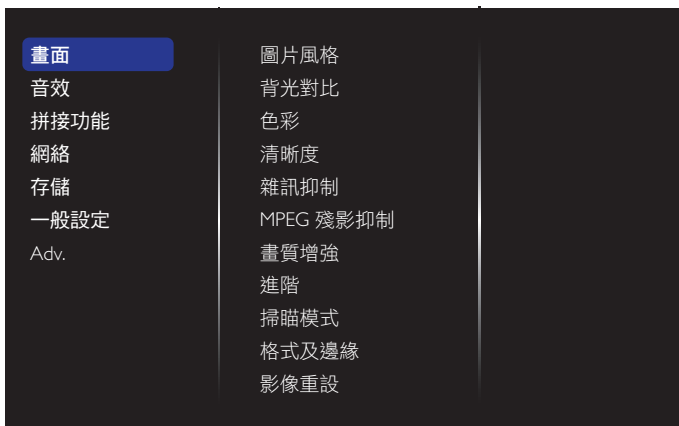 畫面
音效
拼接功能
網絡
存儲
一般設定
Adv.
圖片風格
背光對比
色彩
清晰度
雜訊抑制
MPEG 殘影抑制
畫質增強
進階
掃瞄模式
格式及邊緣
影像重設